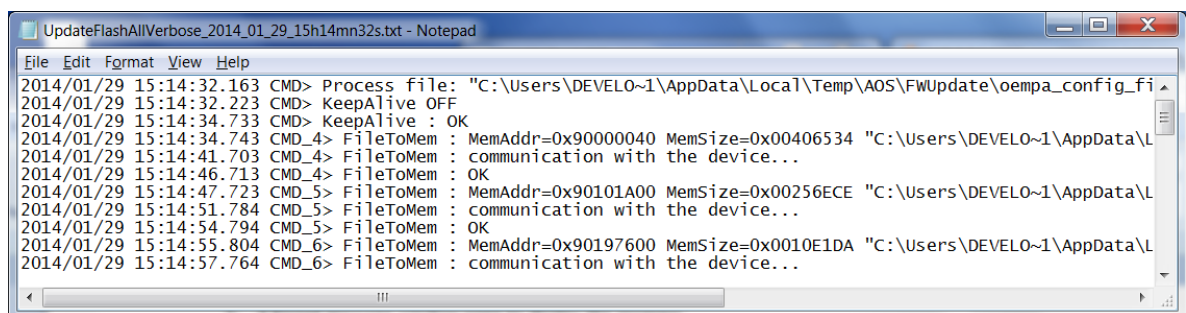 UpdateFlashAllVerbose_2014_01_29_15h14mn32s.txt - Notepad
File Edit Format View Help
2014/01/29 15:14:32.163 CMD> Process file: "C:\Users\DEVELO~1\AppData\Local\Temp\AOS\FWUpdate\oempa_config_fi
2014/01/29 15:14:32.223 CMD> KeepAlive OFF
2014/01/29 15:14:34.733 CMD> KeepAlive : OK
2014/01/29 15:14:34.743 CMD_4> FileToMem : MemAddr=0x90000040 MemSize=0x00406534 "C:\Users\DEVELO~1\AppData\L
2014/01/29 15:14:41.703 CMD_4> FileToMem : communication with the device...
2014/01/29 15:14:46.713 CMD_4> FileToMem : OK
2014/01/29 15:14:47.723 CMD_5> FileToMem : MemAddr=0x90101A00 MemSize=0x00256ECE "C:\Users\DEVELO~1\AppData\L
2014/01/29 15:14:51.784 CMD_5> FileToMem : communication with the device...
2014/01/29 15:14:54.794 CMD_5> FileToMem : OK
2014/01/29 15:14:55.804 CMD_6> FileToMem : MemAddr=0x90197600 MemSize=0x0010E1DA "C:\Users\DEVELO~1\AppData\L
2014/01/29 15:14:57.764 CMD_6> FileToMem : communication with the device...